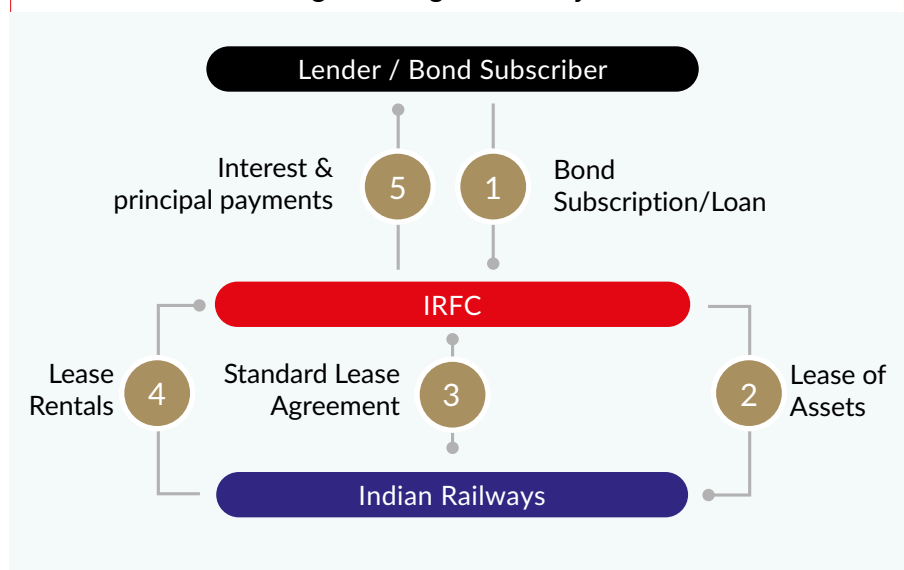 Lender / Bond Subscriber
Interest &
principal payments
5
1
Bond
Subscription/Loan
IRFC
Lease
Rentals
4
Standard Lease
Agreement
3
2
Lease of
Assets
Indian Railways